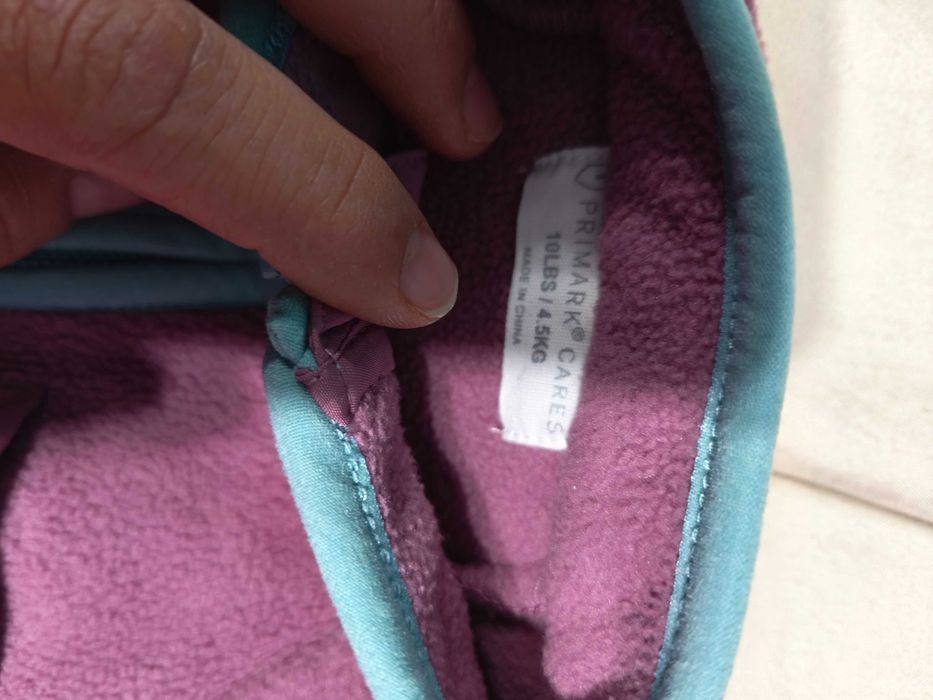 PRIMARK® CARES
10LBS / 4.5KG
MADE IN CHINA